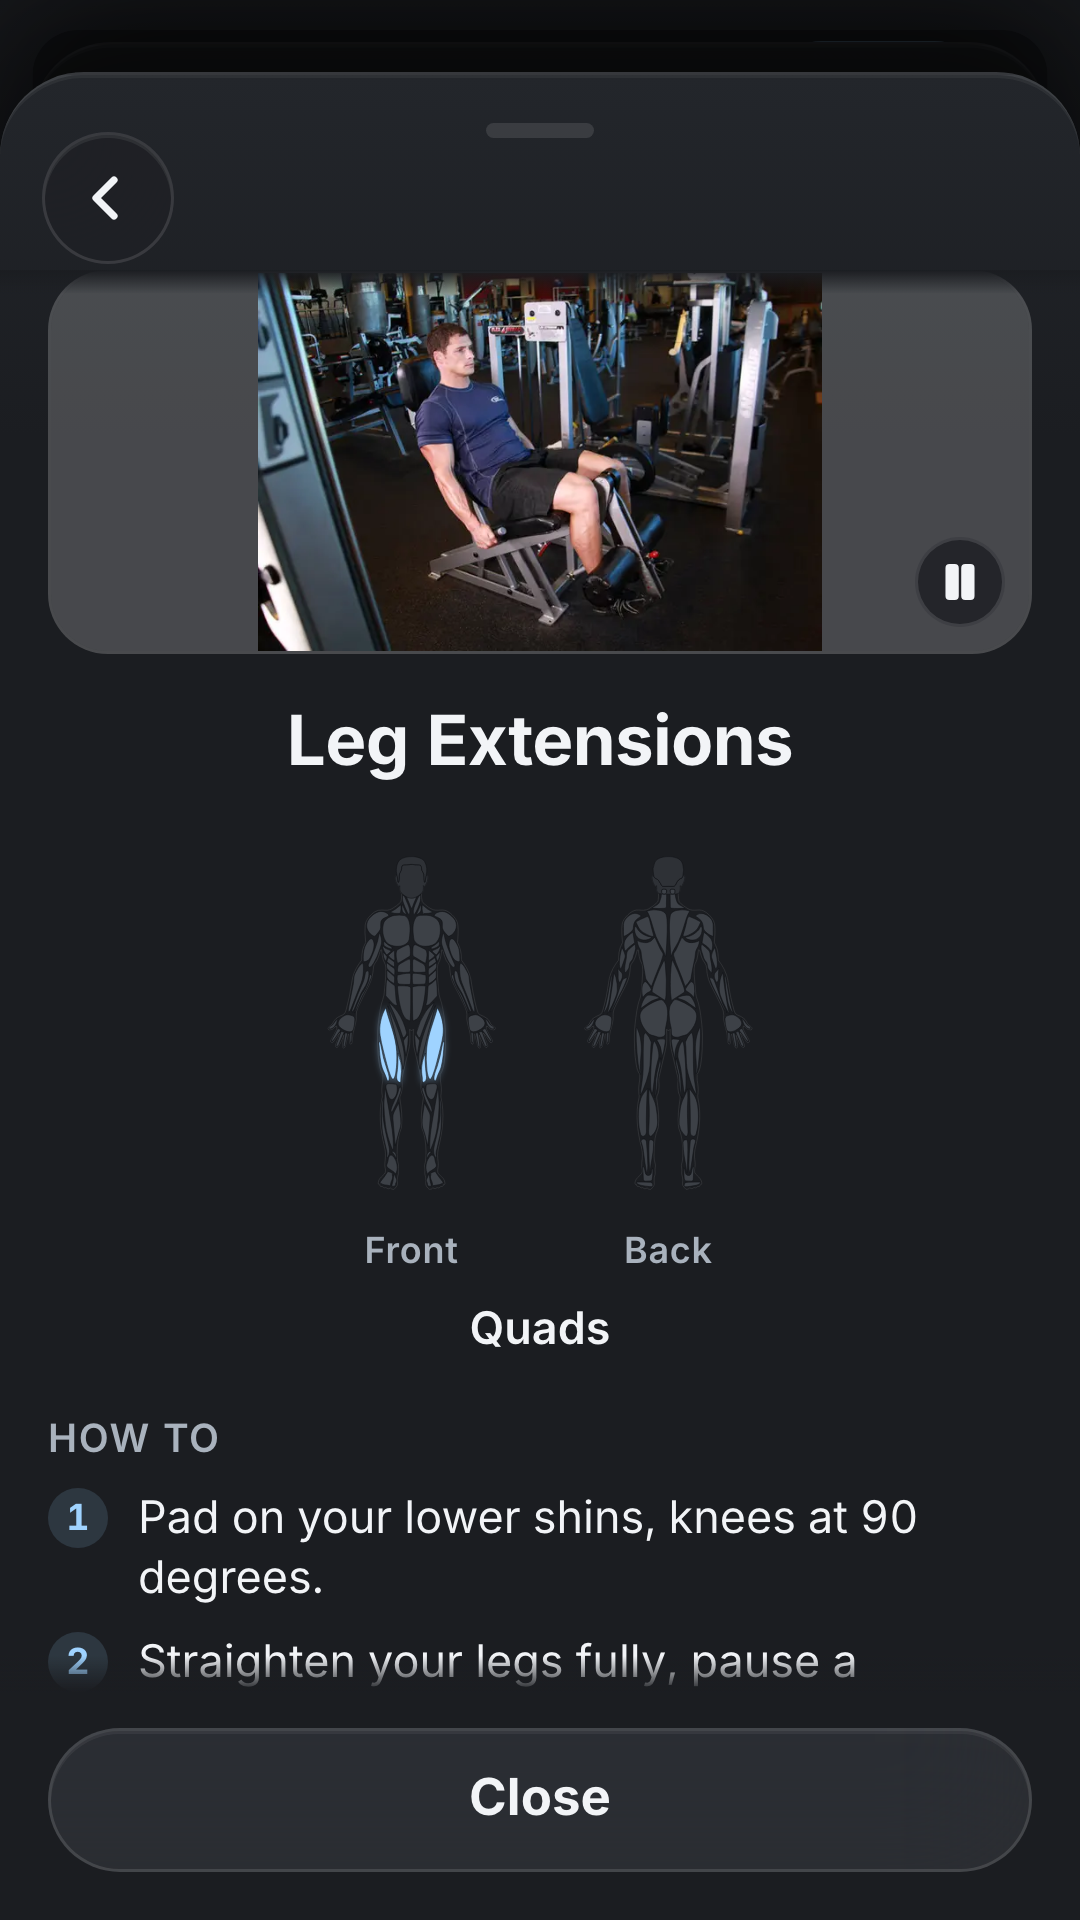 Leg Extensions
Front
Back
Quads
HOW TO
1
Pad on your lower shins, knees at 90
degrees.
2
Straighten your legs fully, pause a
Close